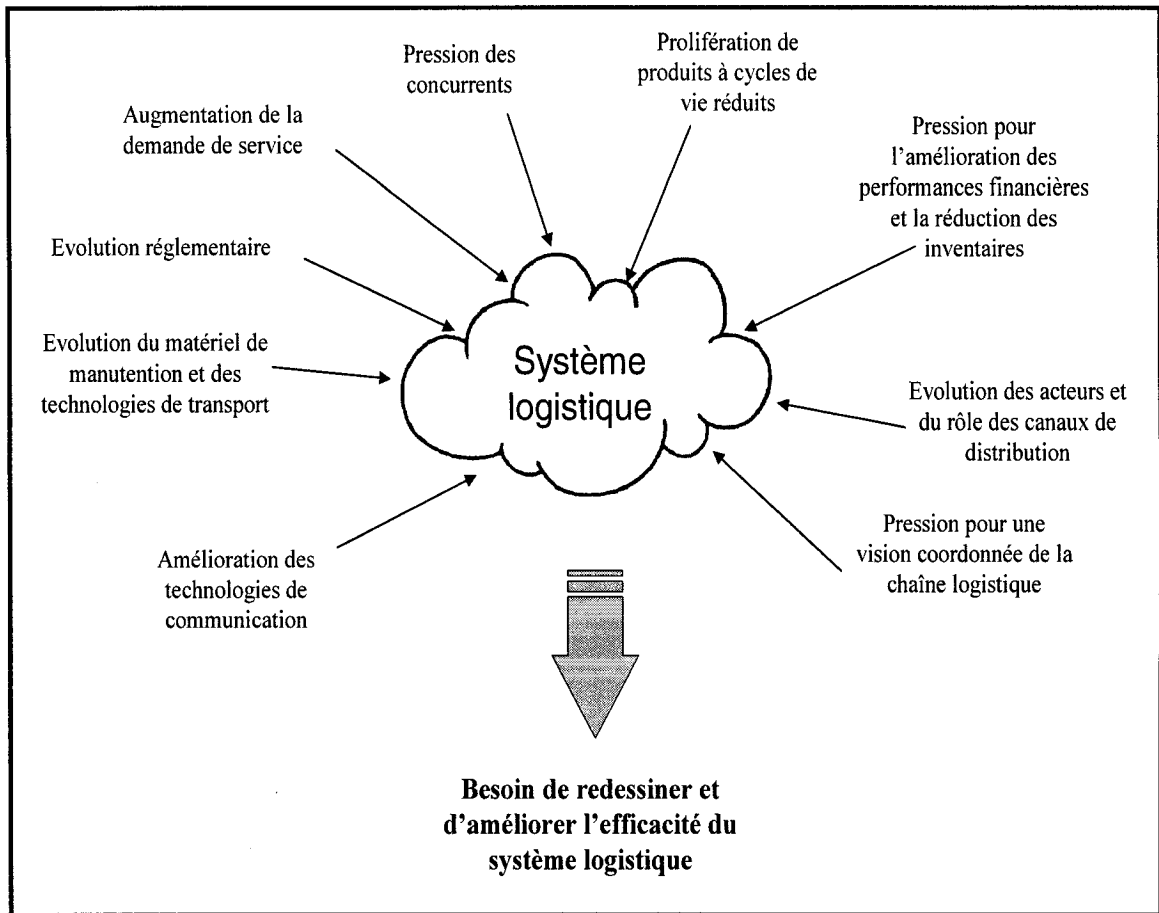 Pression des
concurrents
Prolifération de
produits à cycles de
vie réduits
Augmentation de la
demande de service
Pression pour
l'amélioration des
performances financières
et la réduction des
inventaires
Evolution réglementaire
Evolution du matériel de
manutention et des
technologies de transport
Système
logistique
Evolution des acteurs et
du rôle des canaux de
distribution
Amélioration des
technologies de
communication
Pression pour une
vision coordonnée de la
chaîne logistique
Besoin de redessiner et
d'améliorer l'efficacité du
système logistique